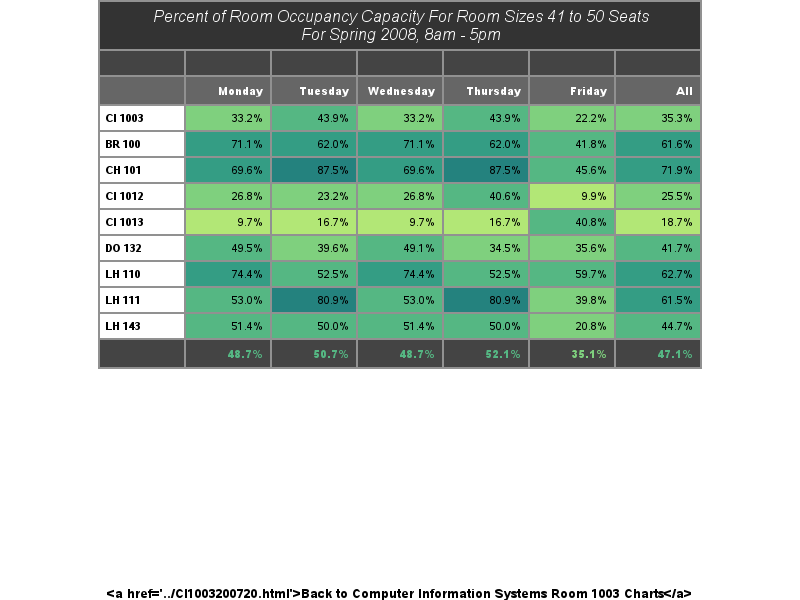 Percent of Room Occupancy Capacity For Room Sizes 41 to 50 Seats
For Spring 2008, 8am - 5pm
Monday Tuesday Wednesday Thursday Friday All
CI 1003 33.2% 43.9% 33.2% 43.9% 22.2% 35.3%
BR 100 71.1% 62.0% 71.1% 62.0% 41.8% 61.6%
CH 101 69.6% 87.5% 69.6% 87.5% 45.6% 71.9%
CI 1012 26.8% 23.2% 26.8% 40.6% 9.9% 25.5%
CI 1013 9.7% 16.7% 9.7% 16.7% 40.8% 18.7%
DO 132 49.5% 39.6% 49.1% 34.5% 35.6% 41.7%
LH 110 74.4% 52.5% 74.4% 52.5% 59.7% 62.7%
LH 111 53.0% 80.9% 53.0% 80.9% 39.8% 61.5%
LH 143 51.4% 50.0% 51.4% 50.0% 20.8% 44.7%
48.7% 50.7% 48.7% 52.1% 35.1% 47.1%
<a href='../CI1003200720.html'>Back to Computer Information Systems Room 1003 Charts</a>